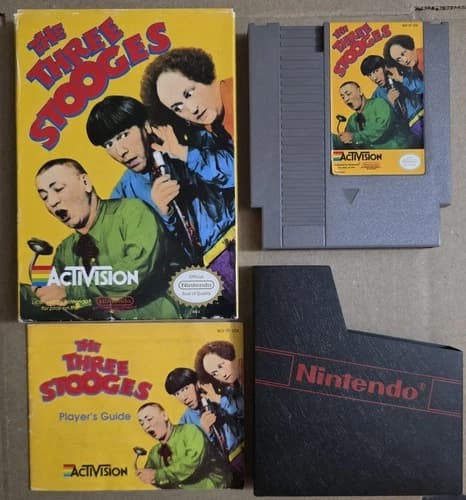 THE
THREE
STOOGES
ACTIVISION
Official
Nintendo
Seal of Quality
THE
THREE
STOOGES
ACTIVISION
THE
THREE
STOOGES
Player's Guide
ACTIVISION
Nintendo®